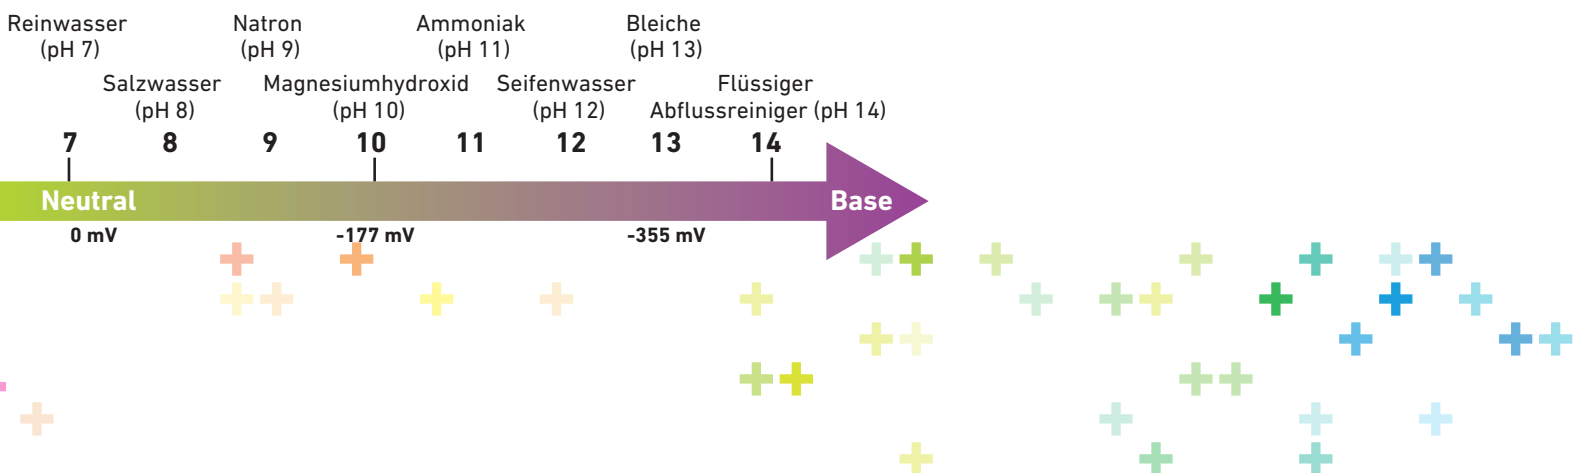 Reinwasser
(pH 7)
Natron
(pH 9)
Ammoniak
(pH 11)
Bleiche
(pH 13)
Salzwasser
(pH 8)
Magnesiumhydroxid
(pH 10)
Seifenwasser
(pH 12)
Flüssiger
Abflussreiniger (pH 14)
7 8 9 10 11 12 13 14
Neutral
Base
0 mV
-177 mV
-355 mV